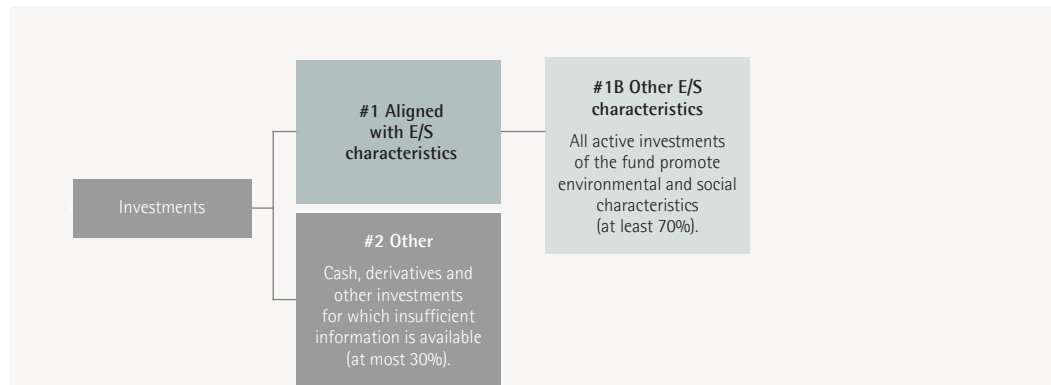 Investments
#1 Aligned
with E/S
characteristics
#1B Other E/S
characteristics
All active investments
of the fund promote
environmental and social
characteristics
(at least 70%).
#2 Other
Cash, derivatives and
other investments
for which insufficient
information is available
(at most 30%).